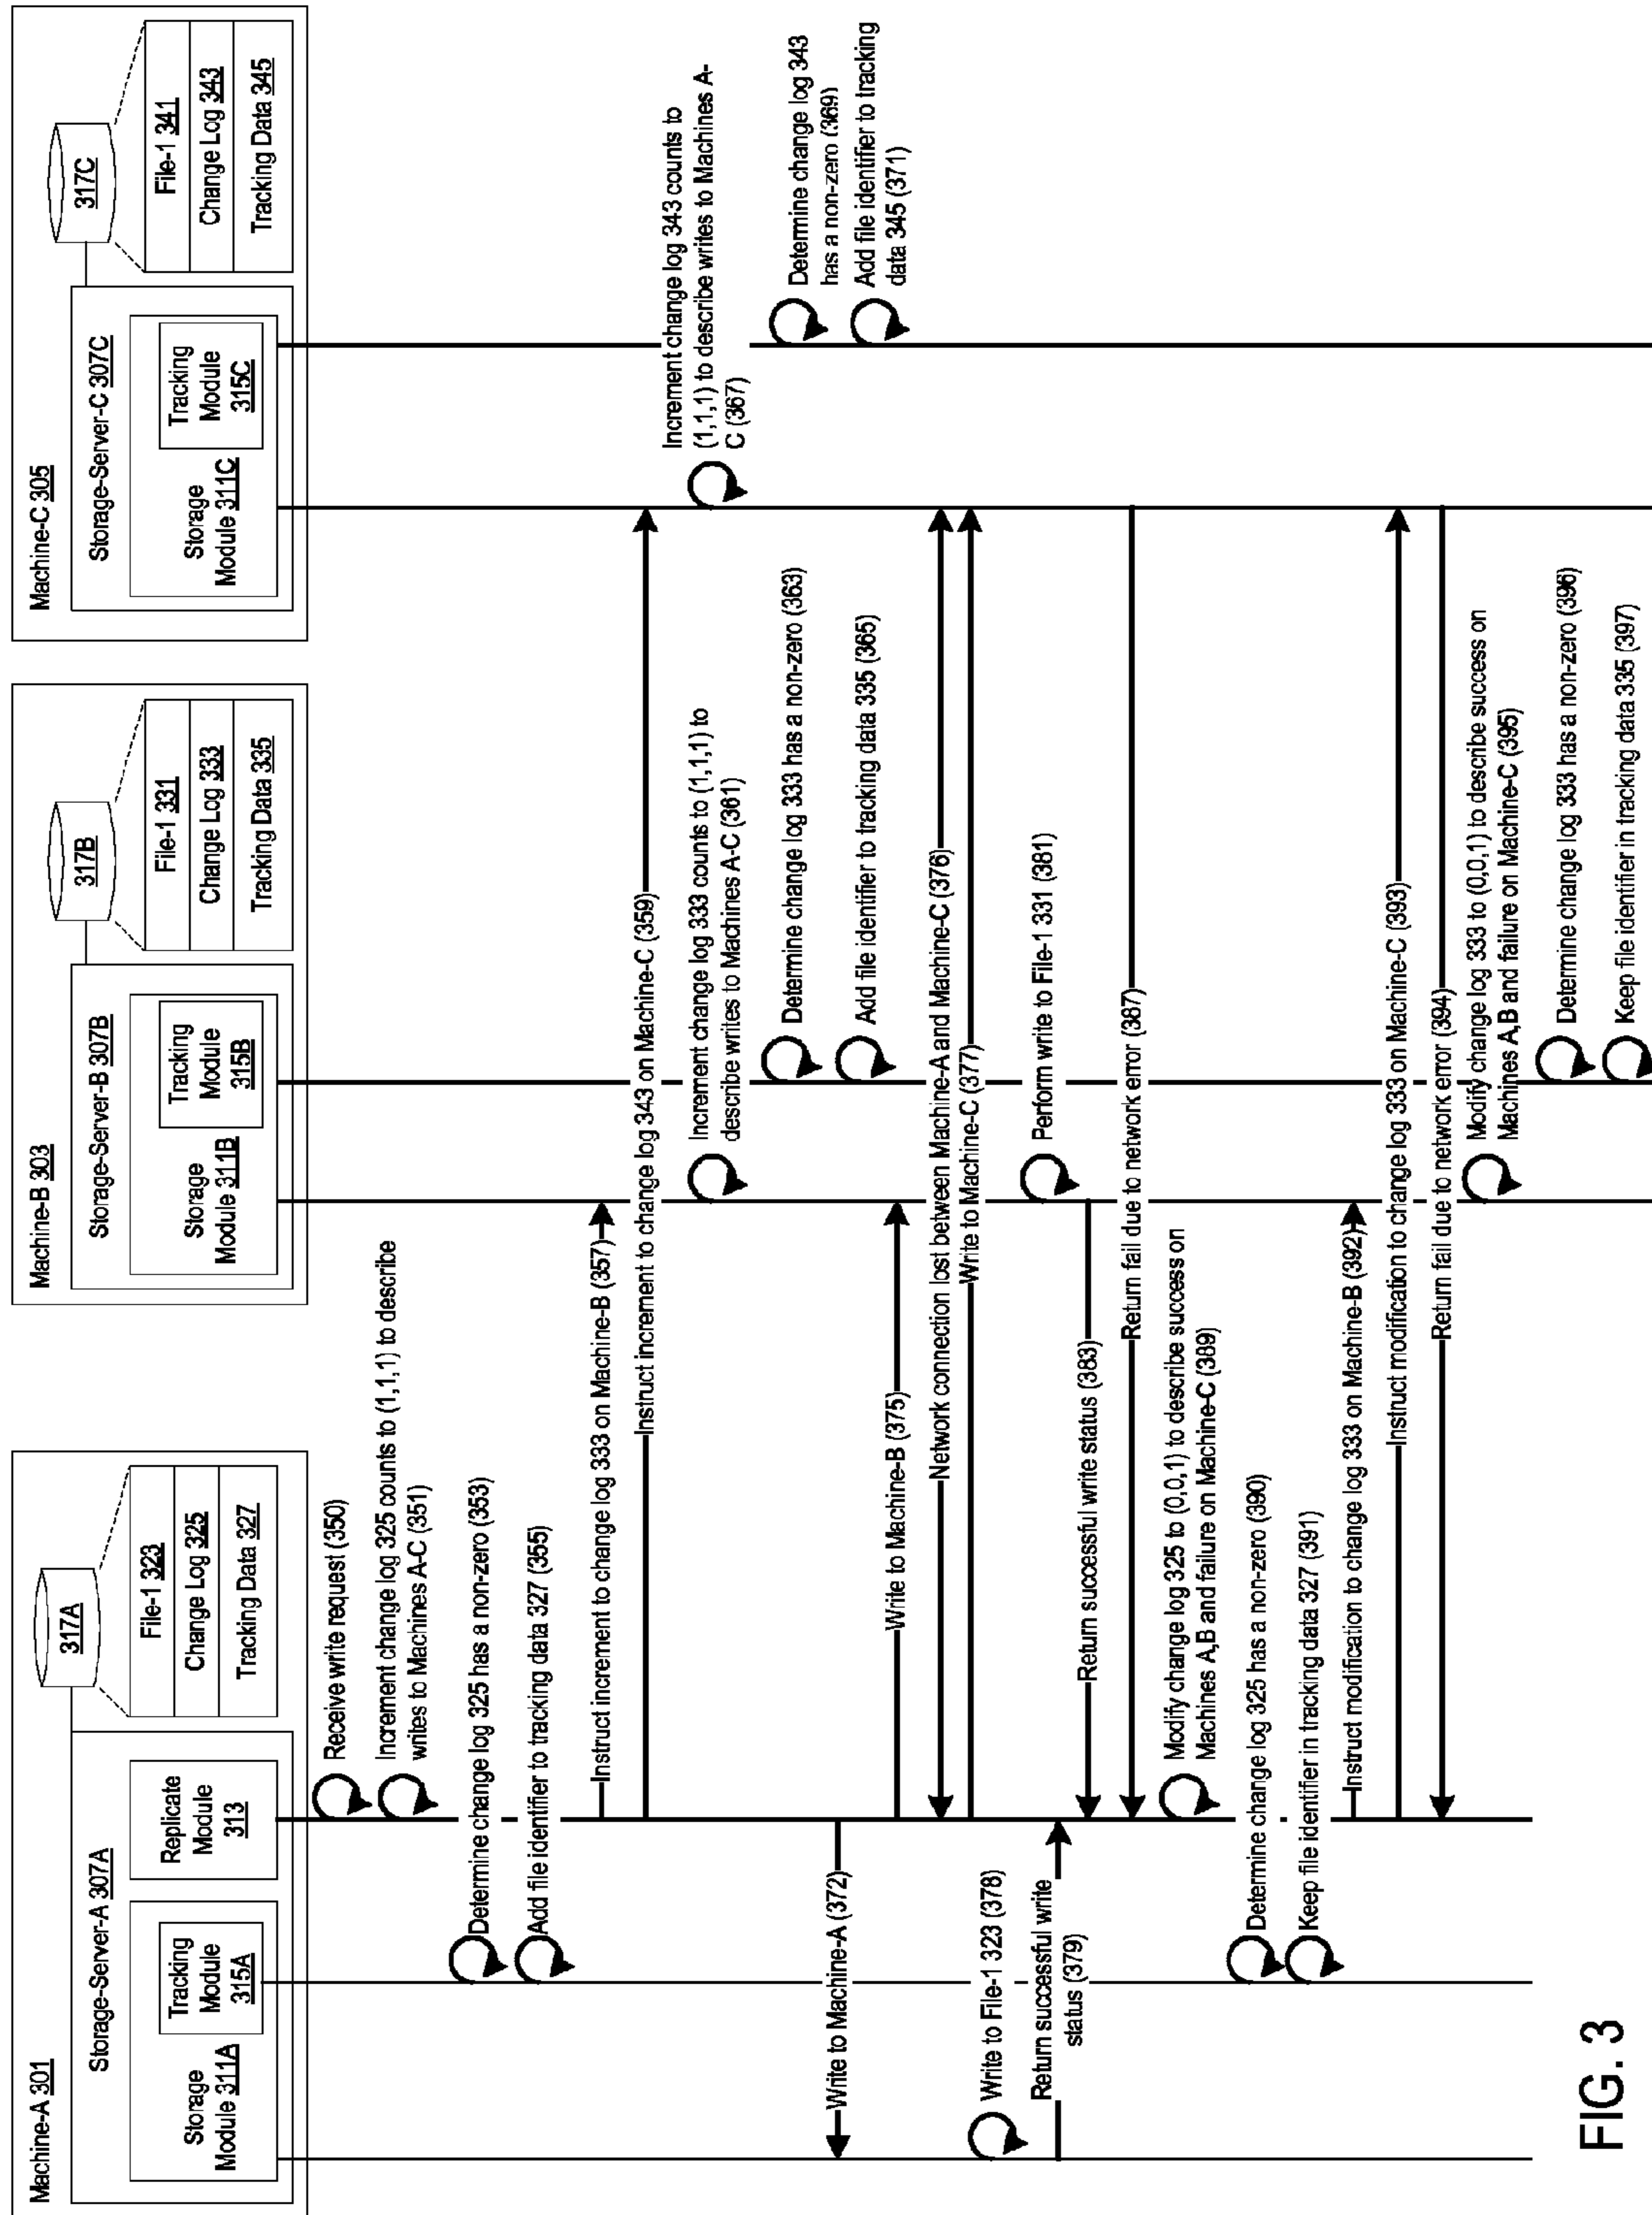 Machine-A 301
Storage-Server-A 307A
Storage
Module 311A
Tracking
Module
315A
Replicate
Module
313
317A
File-1 323
Change Log 325
Tracking Data 327
Machine-B 303
Storage-Server-B 307B
Storage
Module 311B
Tracking
Module
315B
317B
File-1 331
Change Log 333
Tracking Data 335
Machine-C 305
Storage-Server-C 307C
Storage
Module 311C
Tracking
Module
315C
317C
File-1 341
Change Log 343
Tracking Data 345
Receive write request (350)
Increment change log 325 counts to (1,1,1) to describe
writes to Machines A-C (351)
Determine change log 325 has a non-zero (353)
Add file identifier to tracking data 327 (355)
Instruct increment to change log 333 on Machine-B (357)
Instruct increment to change log 343 on Machine-C (359)
Increment change log 333 counts to (1,1,1) to
describe writes to Machines A-C (361)
Increment change log 343 counts to
(1,1,1) to describe writes to Machines A-
C (367)
Determine change log 333 has a non-zero (363)
Add file identifier to tracking data 335 (365)
Determine change log 343
has a non-zero (369)
Add file identifier to tracking
data 345 (371)
Write to Machine-A (372)
Write to Machine-B (375)
Network connection lost between Machine-A and Machine-C (376)
Write to Machine-C (377)
Write to File-1 323 (378)
Perform write to File-1 331 (381)
Return successful write
status (379)
Return successful write status (383)
Return fail due to network error (387)
Modify change log 325 to (0,0,1) to describe success on
Machines A,B and failure on Machine-C (389)
Determine change log 325 has a non-zero (390)
Keep file identifier in tracking data 327 (391)
Instruct modification to change log 333 on Machine-B (392)
Instruct modification to change log 333 on Machine-C (393)
Return fail due to network error (394)
Modify change log 333 to (0,0,1) to describe success on
Machines A,B and failure on Machine-C (395)
Determine change log 333 has a non-zero (396)
Keep file identifier in tracking data 335 (397)
FIG. 3